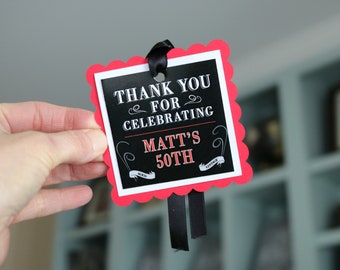 THANK YOU
FOR
CELEBRATING
MATT'S
50TH